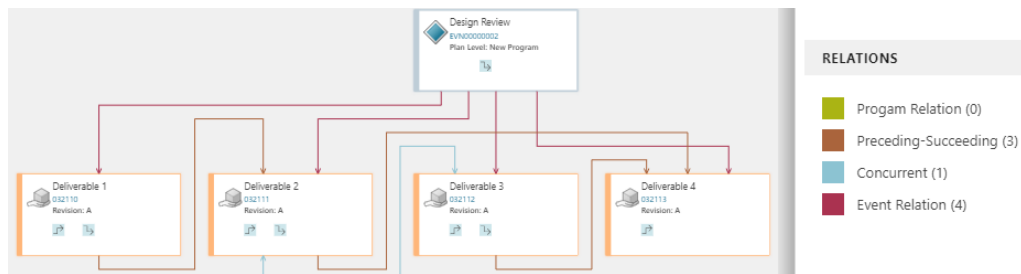 Design Review
EVN00000002
Plan Level: New Program
RELATIONS
Progam Relation (0)
Preceding-Succeeding (3)
Concurrent (1)
Event Relation (4)
Deliverable 1
032110
Revision: A
Deliverable 2
032111
Revision: A
Deliverable 3
032112
Revision: A
Deliverable 4
032113
Revision: A